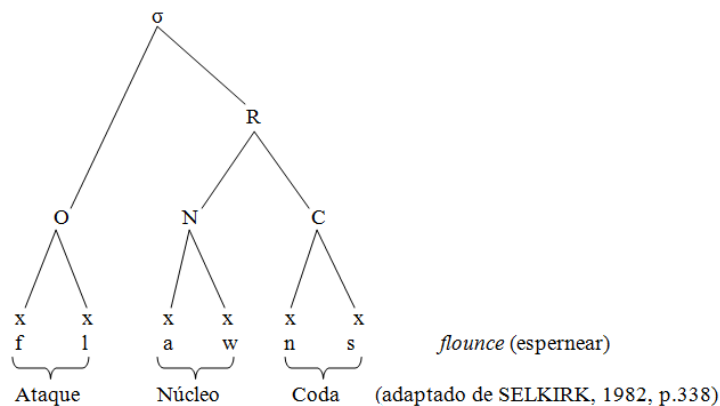 σ
R
O N C
x x x x x x
f l a w n s flounce (espernear)
Ataque Núcleo Coda (adaptado de SELKIRK, 1982, p.338)